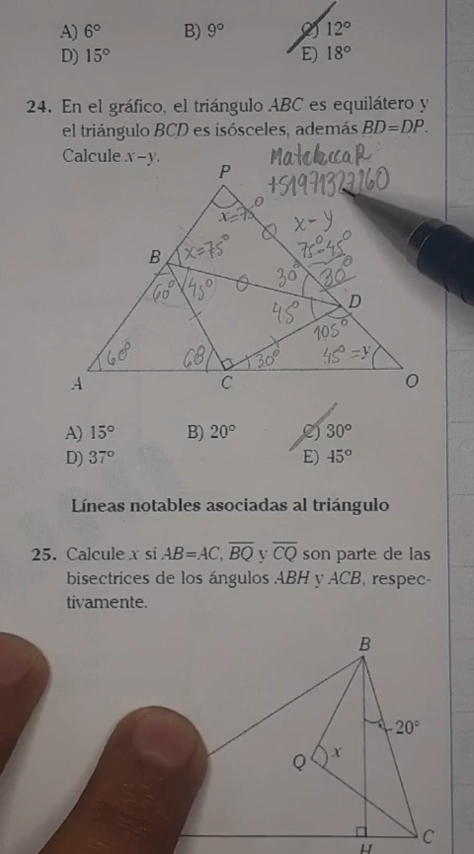 A) 6° B) 9° C) 12°
D) 15° E) 18°
24. En el gráfico, el triángulo ABC es equilátero y
el triángulo BCD es isósceles, además BD=DP.
Calcule x–y.
MateRebeccaR
+51971327260
P
x=75°
x-y
75°-45°
B
x=75°
30°
30°
60°
45°
45°
D
105°
60°
60
30°
45°=y
A
C
O
A) 15° B) 20° C) 30°
D) 37° E) 45°
Líneas notables asociadas al triángulo
25. Calcule x si AB=AC, BQ y CQ son parte de las
bisectrices de los ángulos ABH y ACB, respec-
tivamente.
B
20°
Q
x
H
C